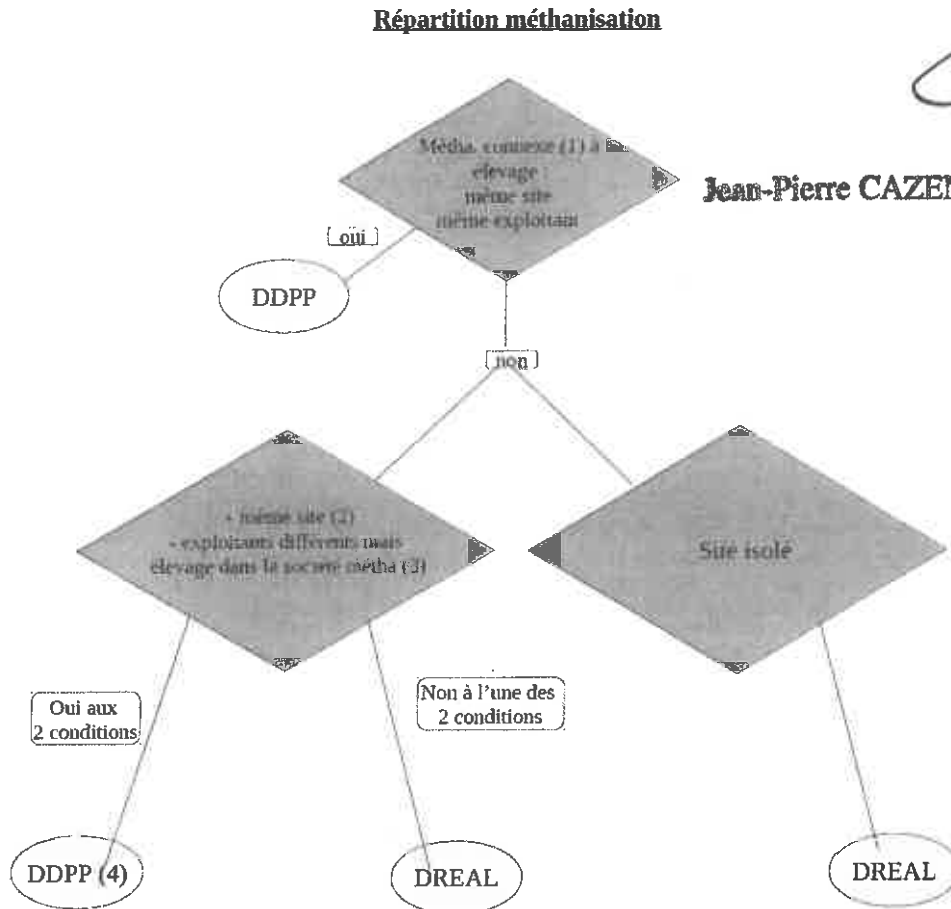 Répartition méthanisation
Métha. connexe (1) à
élevage :
même site
même exploitant
Jean-Pierre
oui
DDPP
non
- même site (2)
- exploitants différents mais
élevage dans la société métha (3)
Site isolé
Oui aux
2 conditions
Non à l'une des
2 conditions
DDPP (4)
DREAL
DREAL